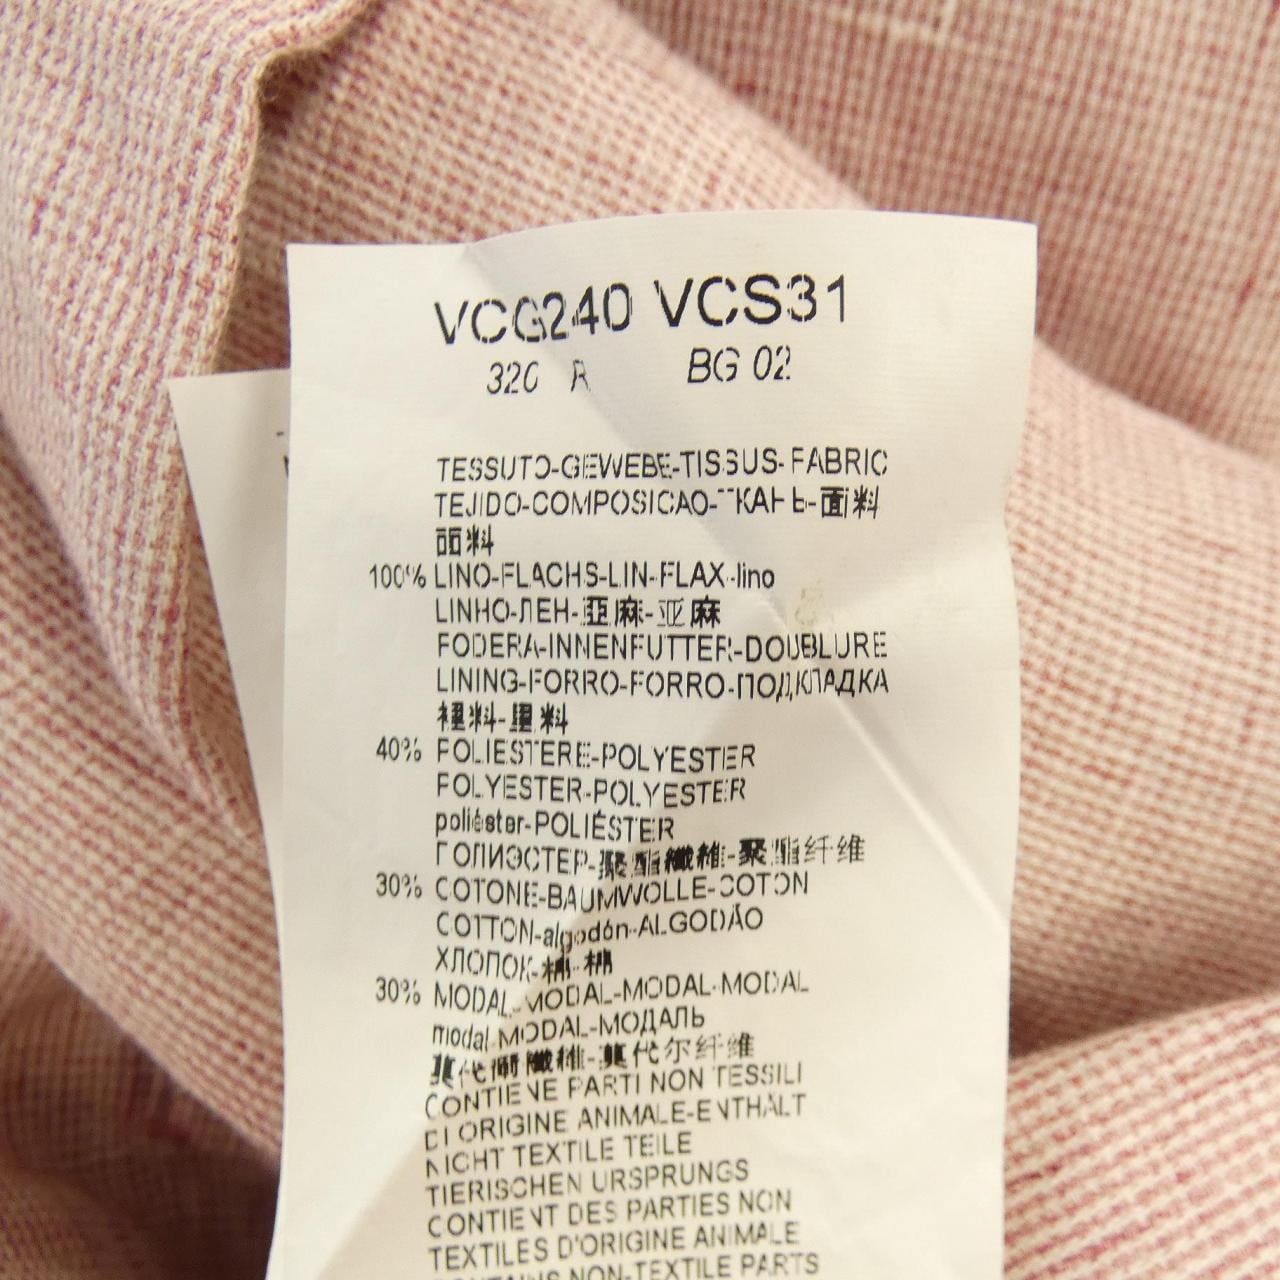 VCG240 VCS31
320 R BG 02
TESSUTO-GEWEBE-TISSUS-FABRIC
TEJIDO-COMPOSICAO-ТКАНЬ-面料
面料
100% LINO-FLACHS-LIN-FLAX-lino
LINHO-ЛЕН-亞麻-亚麻
FODERA-INNENFUTTER-DOUBLURE
LINING-FORRO-FORRO-ПОДКЛАДКА
裡料-里料
40% POLIESTERE-POLYESTER
POLYESTER-POLYESTER
poliéster-POLIÉSTER
ПОЛИЭСТЕР-聚酯纖維-聚酯纤维
30% COTONE-BAUMWOLLE-COTON
COTTON-algodón-ALGODÃO
ХЛОПОК-棉-棉
30% MODAL-MODAL-MODAL-MODAL
modal-MODAL-МОДАЛЬ
莫代爾纖維-莫代尔纤维
CONTIENE PARTI NON TESSILI
DI ORIGINE ANIMALE-ENTHÄLT
NICHT TEXTILE TEILE
TIERISCHEN URSPRUNGS
CONTIENT DES PARTIES NON
TEXTILES D'ORIGINE ANIMALE
CONTAINS NON-TEXTILE PARTS